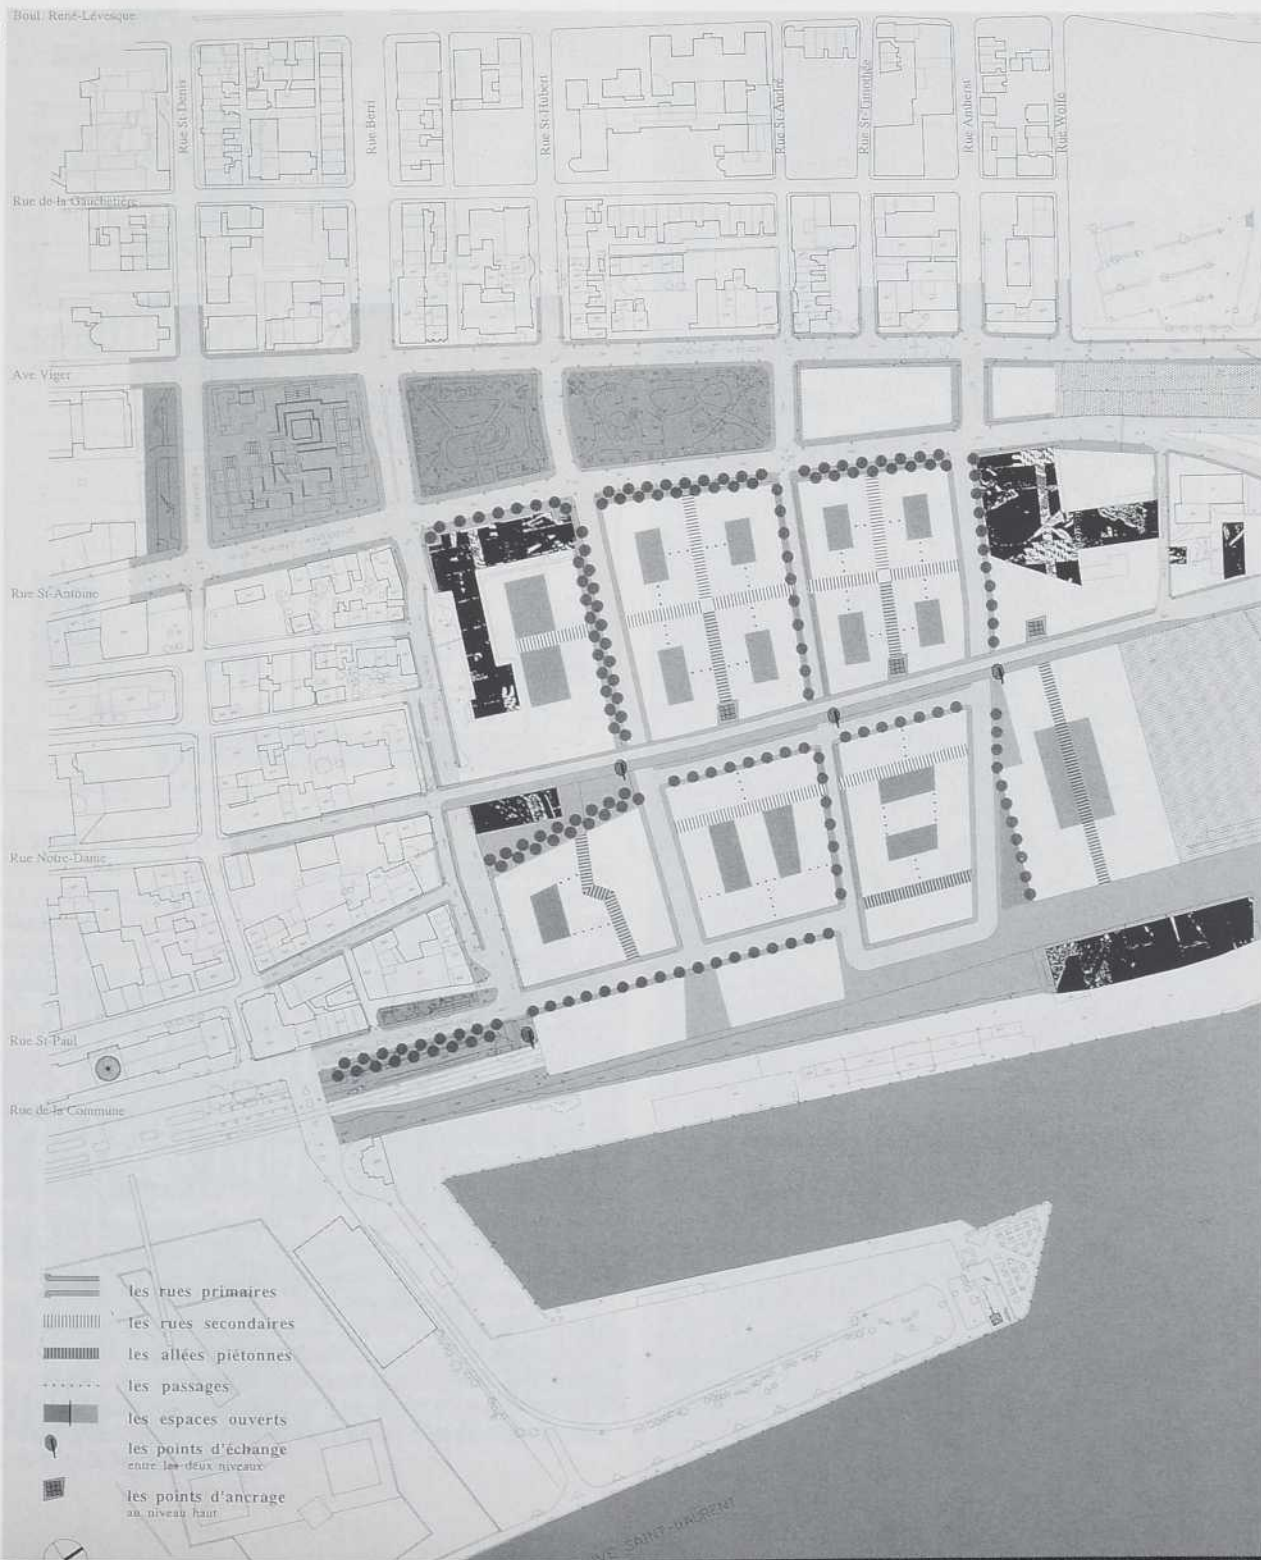 Boul. René-Lévesque
Rue St-Denis
Rue Berri
Rue St-Hubert
Rue St-André
Rue St-Timothée
Rue Amherst
Rue Wolfe
Rue de la Gauchetière
Ave Viger
Rue St-Antoine
Rue Notre-Dame
Rue St-Paul
Rue de la Commune
les rues primaires
les rues secondaires
les allées piétonnes
les passages
les espaces ouverts
les points d'échange
entre les deux niveaux
les points d'ancrage
au niveau haut
SAINT-LAURENT